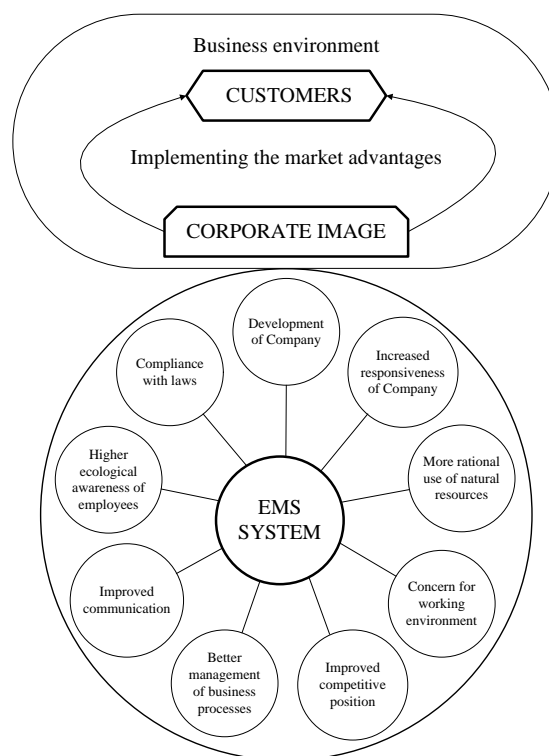 Business environment
CUSTOMERS
Implementing the market advantages
CORPORATE IMAGE
Development
of Company
Compliance
with laws
Increased
responsiveness
of Company
Higher
ecological
awareness of
employees
More rational
use of natural
resources
EMS
SYSTEM
Improved
communication
Concern for
working
environment
Better
management
of business
processes
Improved
competitive
position